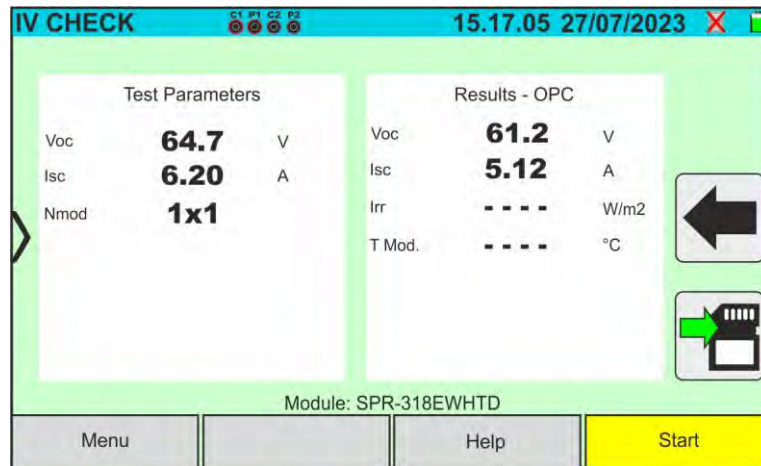 IV CHECK C1 P1 C2 P2 15.17.05 27/07/2023
Test Parameters
Voc 64.7 V
Isc 6.20 A
Nmod 1x1
Results - OPC
Voc 61.2 V
Isc 5.12 A
Irr - - - - W/m2
T Mod. - - - - °C
Module: SPR-318EWHTD
Menu Help Start